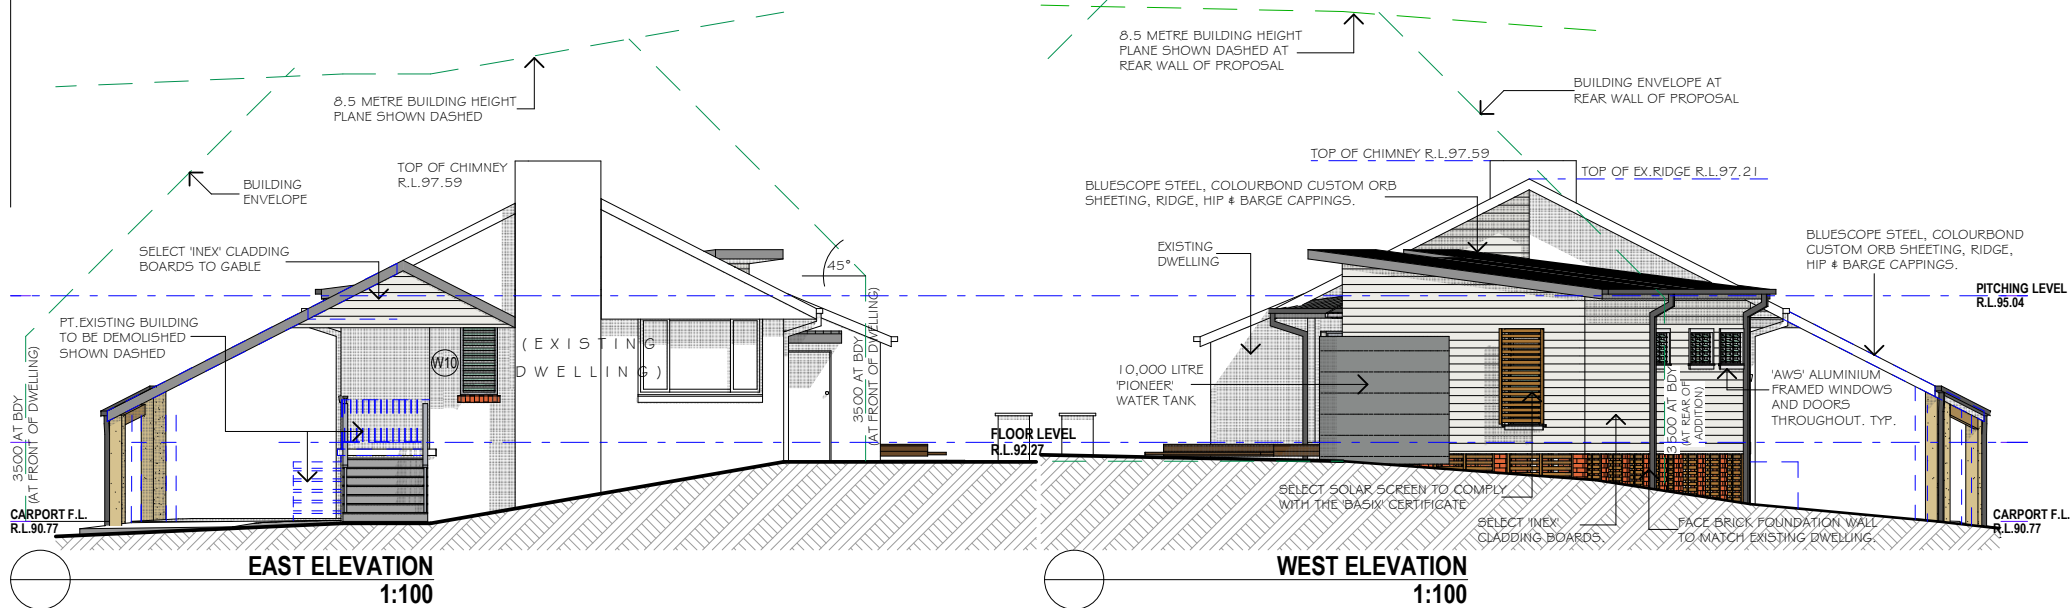 8.5 METRE BUILDING HEIGHT
PLANE SHOWN DASHED
BUILDING
ENVELOPE
TOP OF CHIMNEY
R.L.97.59
SELECT 'INEX' CLADDING
BOARDS TO GABLE
PT.EXISTING BUILDING
TO BE DEMOLISHED
SHOWN DASHED
W10
(EXISTING
DWELLING)
45°
3500 AT BDY
(AT FRONT OF DWELLING)
3500 AT BDY
(AT FRONT OF DWELLING)
CARPORT F.L.
R.L.90.77
FLOOR LEVEL
R.L.92.27
EAST ELEVATION
1:100
8.5 METRE BUILDING HEIGHT
PLANE SHOWN DASHED AT
REAR WALL OF PROPOSAL
BUILDING ENVELOPE AT
REAR WALL OF PROPOSAL
TOP OF CHIMNEY R.L.97.59
TOP OF EX.RIDGE R.L.97.21
BLUESCOPE STEEL, COLOURBOND CUSTOM ORB
SHEETING, RIDGE, HIP & BARGE CAPPINGS.
EXISTING
DWELLING
BLUESCOPE STEEL, COLOURBOND
CUSTOM ORB SHEETING, RIDGE,
HIP & BARGE CAPPINGS.
PITCHING LEVEL
R.L.95.04
10,000 LITRE
'PIONEER'
WATER TANK
'AWS' ALUMINIUM
FRAMED WINDOWS
AND DOORS
THROUGHOUT. TYP.
3500 AT BDY
(AT REAR OF
ADDITION)
SELECT SOLAR SCREEN TO COMPLY
WITH THE 'BASIX' CERTIFICATE
SELECT 'INEX'
CLADDING BOARDS.
FACE BRICK FOUNDATION WALL
TO MATCH EXISTING DWELLING.
CARPORT F.L.
R.L.90.77
WEST ELEVATION
1:100